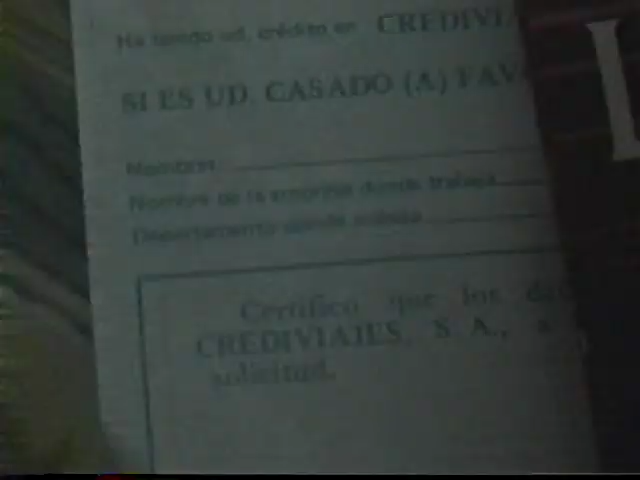 Ha tenido ud. crédito en CREDIVIA
SI ES UD. CASADO (A) FAV
Nombre
Nombre de la empresa donde trabaja
Departamento donde trabaja
Certifico que los da
CREDIVIAJES, S. A., a
solicitud.